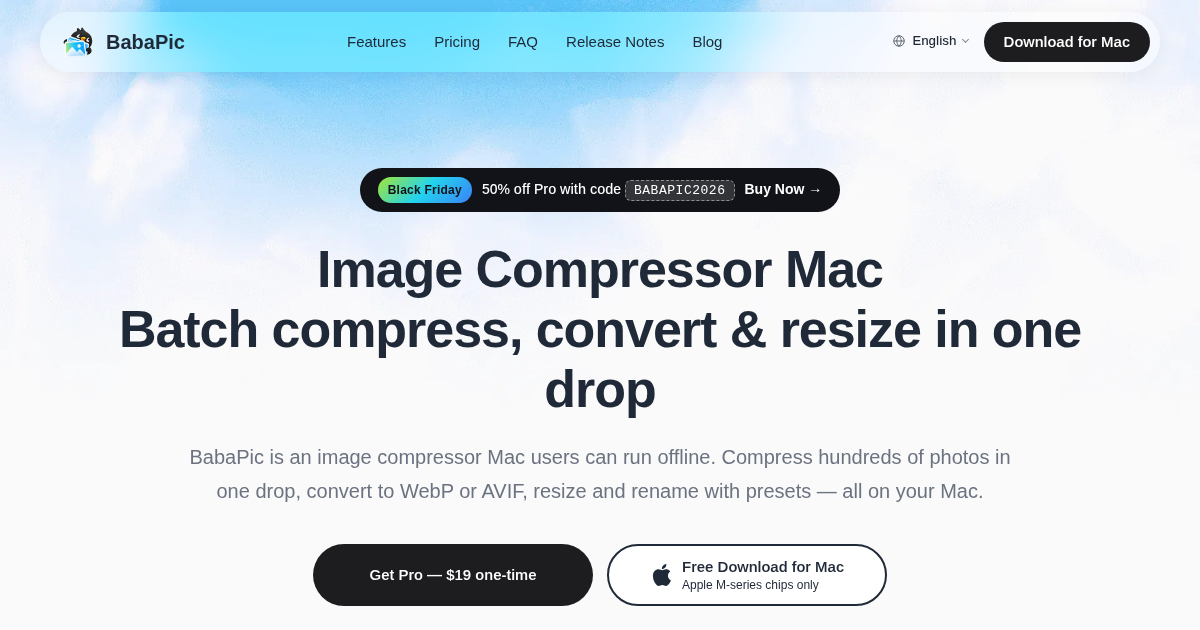 BabaPic
Features Pricing FAQ Release Notes Blog
English
Download for Mac
Black Friday 50% off Pro with code BABAPIC2026 Buy Now →
Image Compressor Mac
Batch compress, convert & resize in one
drop
BabaPic is an image compressor Mac users can run offline. Compress hundreds of photos in
one drop, convert to WebP or AVIF, resize and rename with presets — all on your Mac.
Get Pro — $19 one-time
Free Download for Mac
Apple M-series chips only